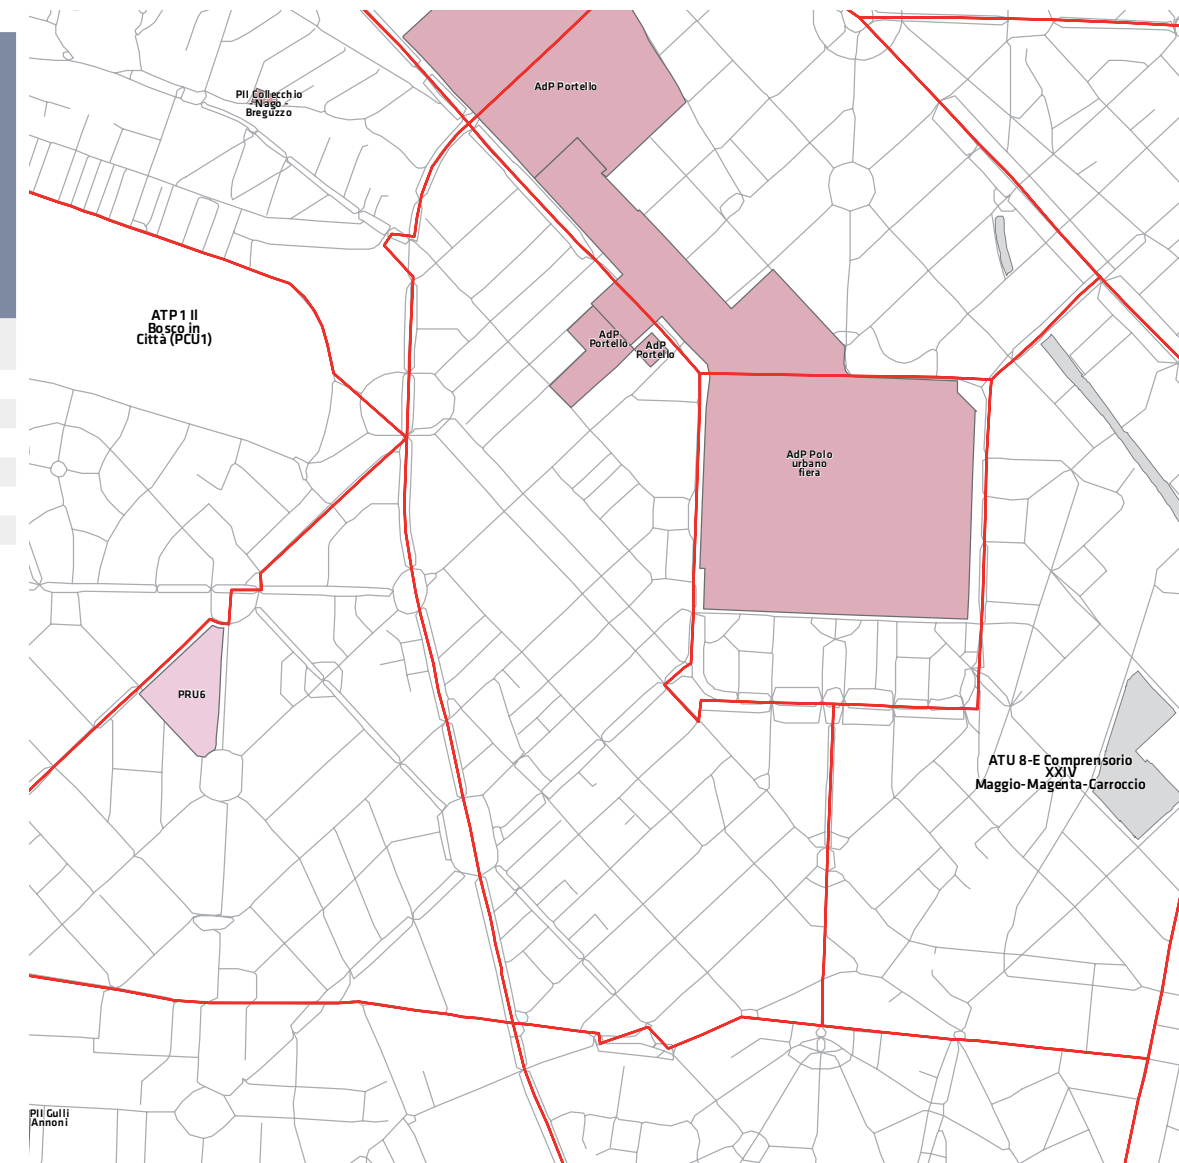 AdP Portello
PII Collecchio
- Nago -
Breguzzo
ATP 1 Il
Bosco in
Città (PCU1)
AdP
Portello
AdP
Portello
AdP Polo
urbano
fiera
PRU6
ATU 8-E Comprensorio
XXIV
Maggio-Magenta-Carroccio
PII Gulli
Annoni